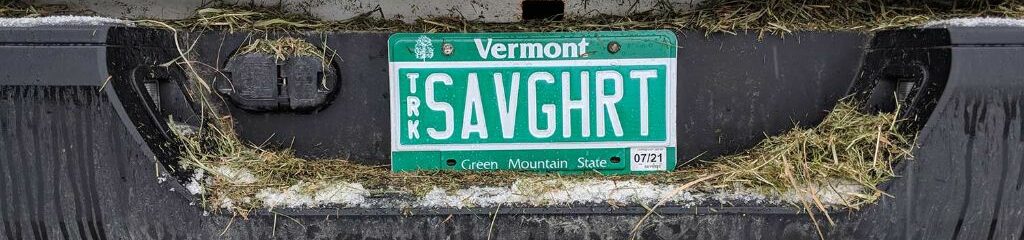 Vermont
TRK
SAVGHRT
Green Mountain State
07/21